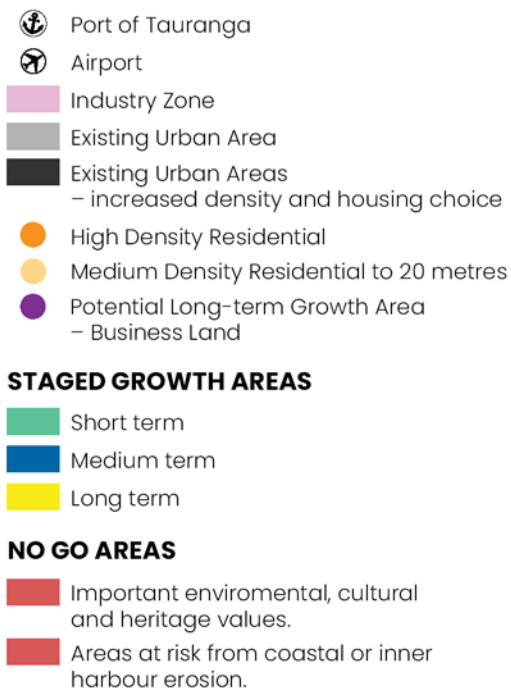 Port of Tauranga
Airport
Industry Zone
Existing Urban Area
Existing Urban Areas
– increased density and housing choice
High Density Residential
Medium Density Residential to 20 metres
Potential Long-term Growth Area
– Business Land
STAGED GROWTH AREAS
Short term
Medium term
Long term
NO GO AREAS
Important enviromental, cultural
and heritage values.
Areas at risk from coastal or inner
harbour erosion.